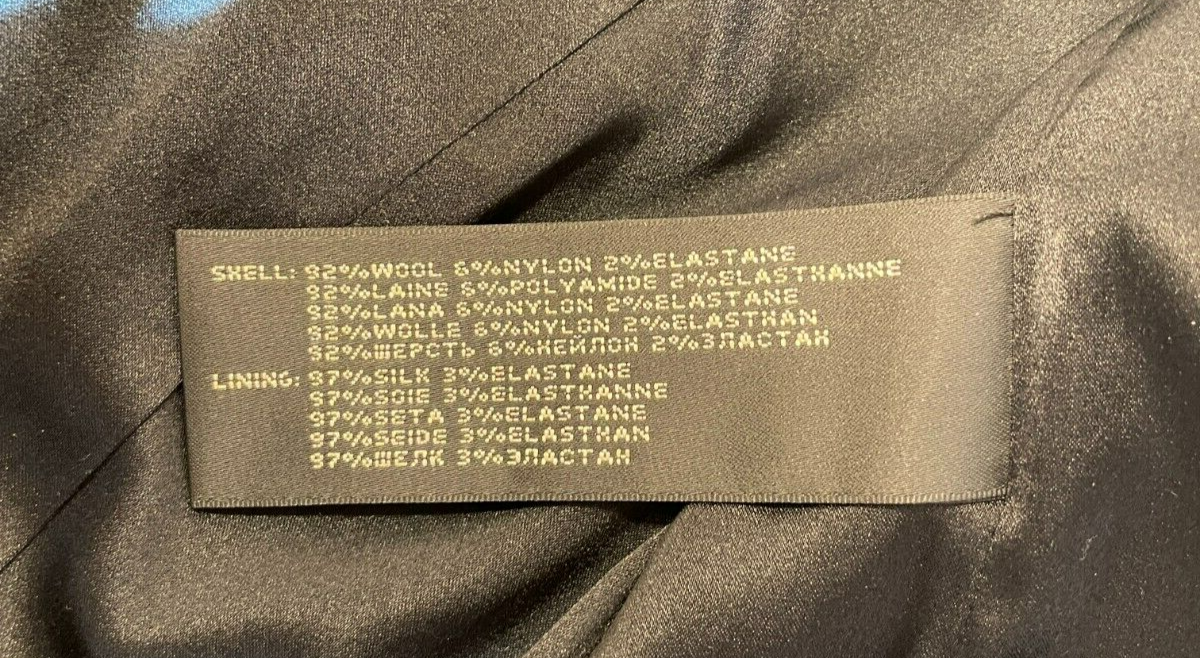 SHELL: 92%WOOL 6%NYLON 2%ELASTANE
92%LAINE 6%POLYAMIDE 2%ELASTHANNE
92%LANA 6%NYLON 2%ELASTANE
92%WOLLE 6%NYLON 2%ELASTHAN
92%ШЕРСТЬ 6%НЕЙЛОН 2%ЭЛАСТАН
LINING: 97%SILK 3%ELASTANE
97%SOIE 3%ELASTHANNE
97%SETA 3%ELASTANE
97%SEIDE 3%ELASTHAN
97%ШЕЛК 3%ЭЛАСТАН